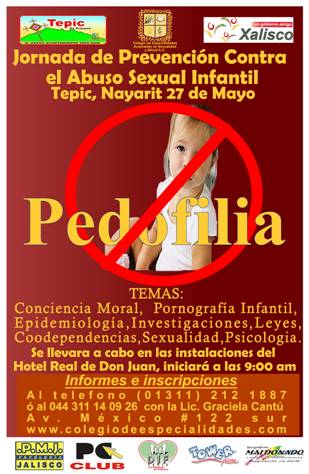 Tepic
Xalisco
Jornada de Prevención Contra
el Abuso Sexual Infantil
Tepic, Nayarit 27 de Mayo
Pedofilia
TEMAS:
Conciencia Moral, Pornografía Infantil,
Epidemiología,Investigaciones,Leyes,
Coodependencias,Sexualidad,Psicologia.
Se llevara a cabo en las instalaciones del
Hotel Real de Don Juan, iniciará a las 9:00 am
Informes e inscripciones
Al telefono (01311) 212 1887
ó al 044 311 14 09 26 con la Lic. Graciela Cantú
Av. México #122 sur
www.colegiodeespecialidades.com
JALISCO
PC
CLUB
DIF
TOWER
MALDONADO